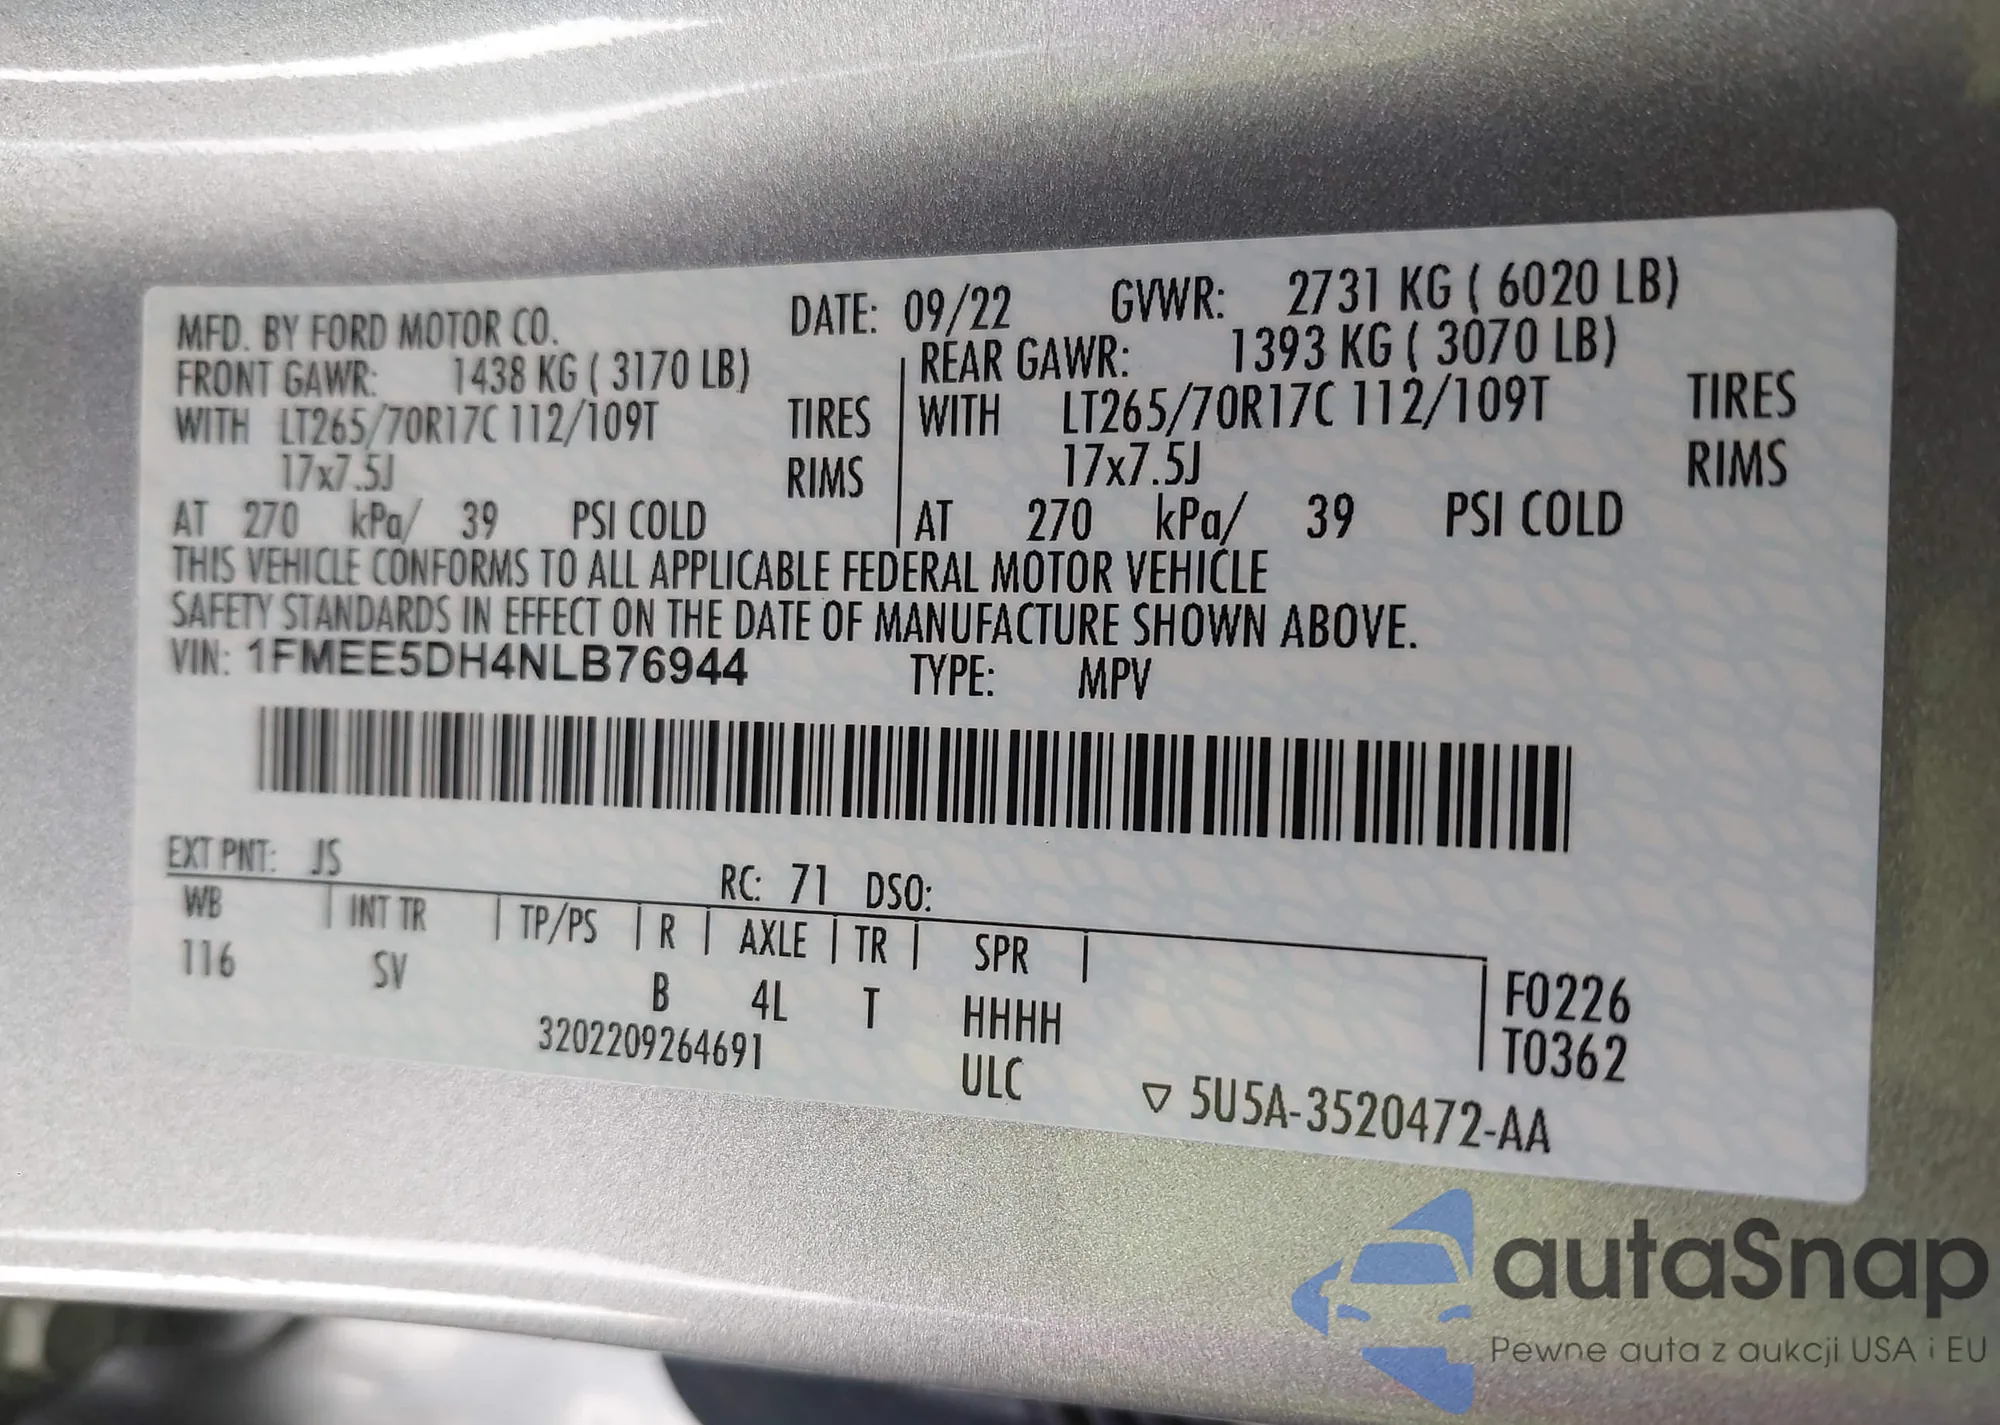 MFD. BY FORD MOTOR CO. DATE: 09/22 GVWR: 2731 KG ( 6020 LB)
FRONT GAWR: 1438 KG ( 3170 LB) REAR GAWR: 1393 KG ( 3070 LB)
WITH LT265/70R17C 112/109T TIRES WITH LT265/70R17C 112/109T TIRES
17x7.5J RIMS 17x7.5J RIMS
AT 270 kPa/ 39 PSI COLD AT 270 kPa/ 39 PSI COLD
THIS VEHICLE CONFORMS TO ALL APPLICABLE FEDERAL MOTOR VEHICLE
SAFETY STANDARDS IN EFFECT ON THE DATE OF MANUFACTURE SHOWN ABOVE.
VIN: 1FMEE5DH4NLB76944 TYPE: MPV
EXT PNT: JS RC: 71 DSO:
WB INT TR TP/PS R AXLE TR SPR
116 SV B 4L T HHHH F0226
3202209264691 ULC T0362
▽ 5U5A-3520472-AA
autaSnap
Pewne auta z aukcji USA i EU